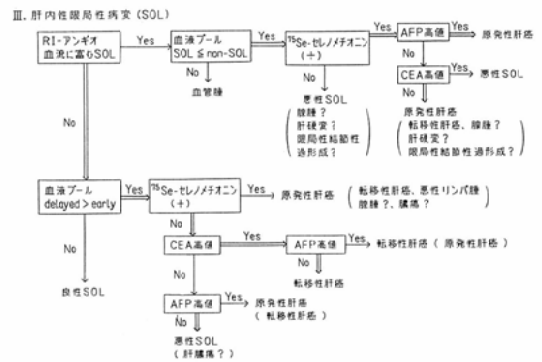 III. 肝内性限局性病変(SOL)
RI-アンギオ
血流に富むSOL
Yes
血液プール
SOL≦non-SOL
Yes
⁷⁵Se-セレノメチオニン
(+)
Yes
AFP高値
Yes
原発性肝癌
No
CEA高値
Yes
悪性SOL
No
原発性肝癌
(転移性肝癌、腺腫?
肝硬変?
限局性結節性過形成?)
No
血管腫
No
悪性SOL
(腺腫?
肝硬変?
限局性結節性
過形成?)
No
血液プール
delayed>early
Yes
⁷⁵Se-セレノメチオニン
(+)
Yes
原発性肝癌
(転移性肝癌、悪性リンパ腫
腺腫?、膿瘍?)
No
No
良性SOL
CEA高値
Yes
AFP高値
Yes
転移性肝癌(原発性肝癌)
No
転移性肝癌
No
AFP高値
Yes
原発性肝癌
(転移性肝癌)
No
悪性SOL
(肝膿瘍?)